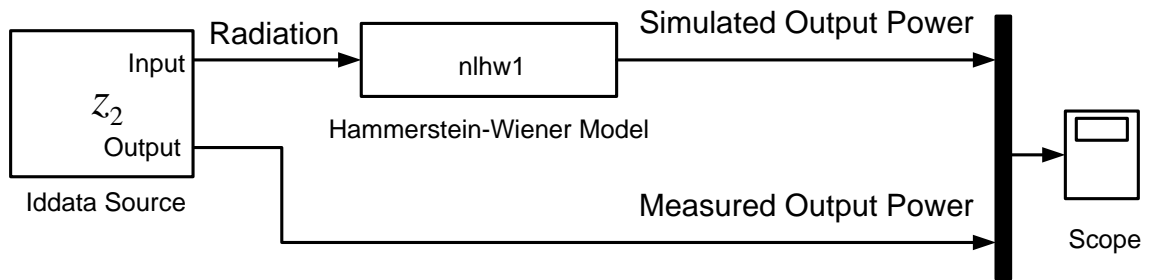 Radiation
Simulated Output Power
Input
nlhw1
z2
Hammerstein-Wiener Model
Output
Iddata Source
Measured Output Power
Scope